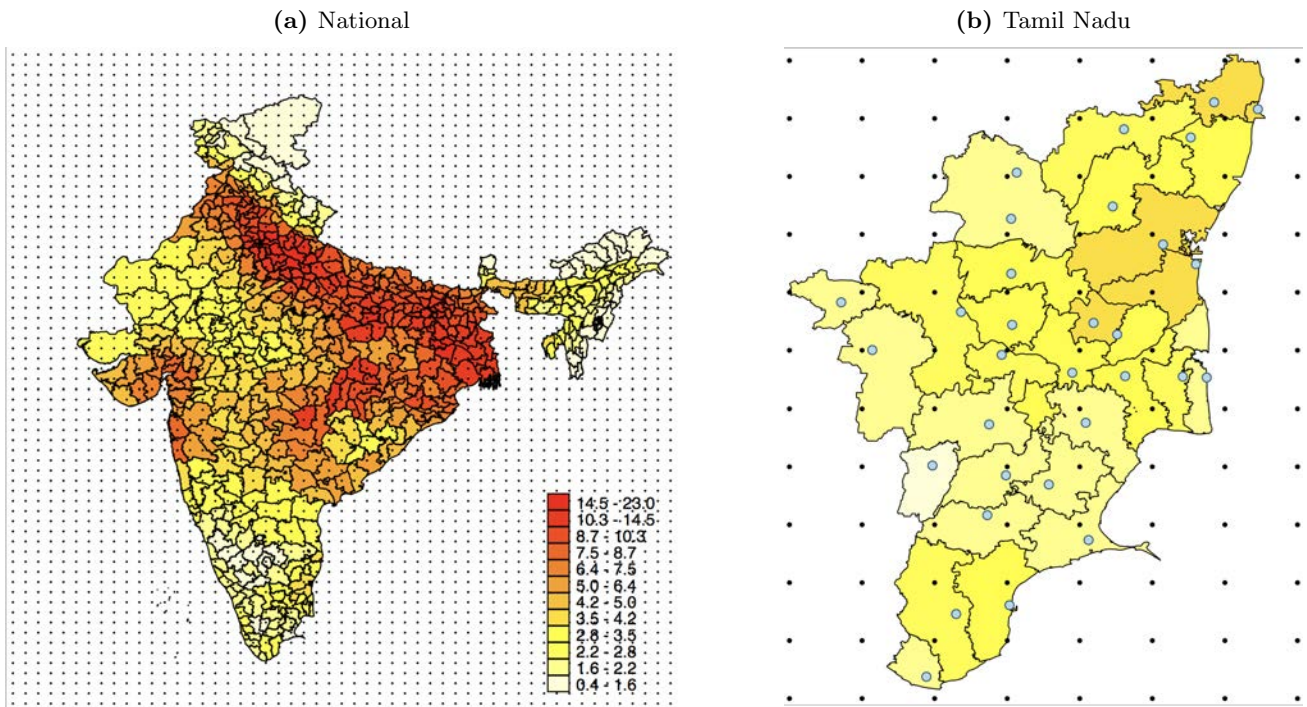 (a) National
(b) Tamil Nadu
14.5 - 23.0
10.3 - 14.5
8.7 - 10.3
7.5 - 8.7
6.4 - 7.5
5.0 - 6.4
4.2 - 5.0
3.5 - 4.2
2.8 - 3.5
2.2 - 2.8
1.6 - 2.2
0.4 - 1.6